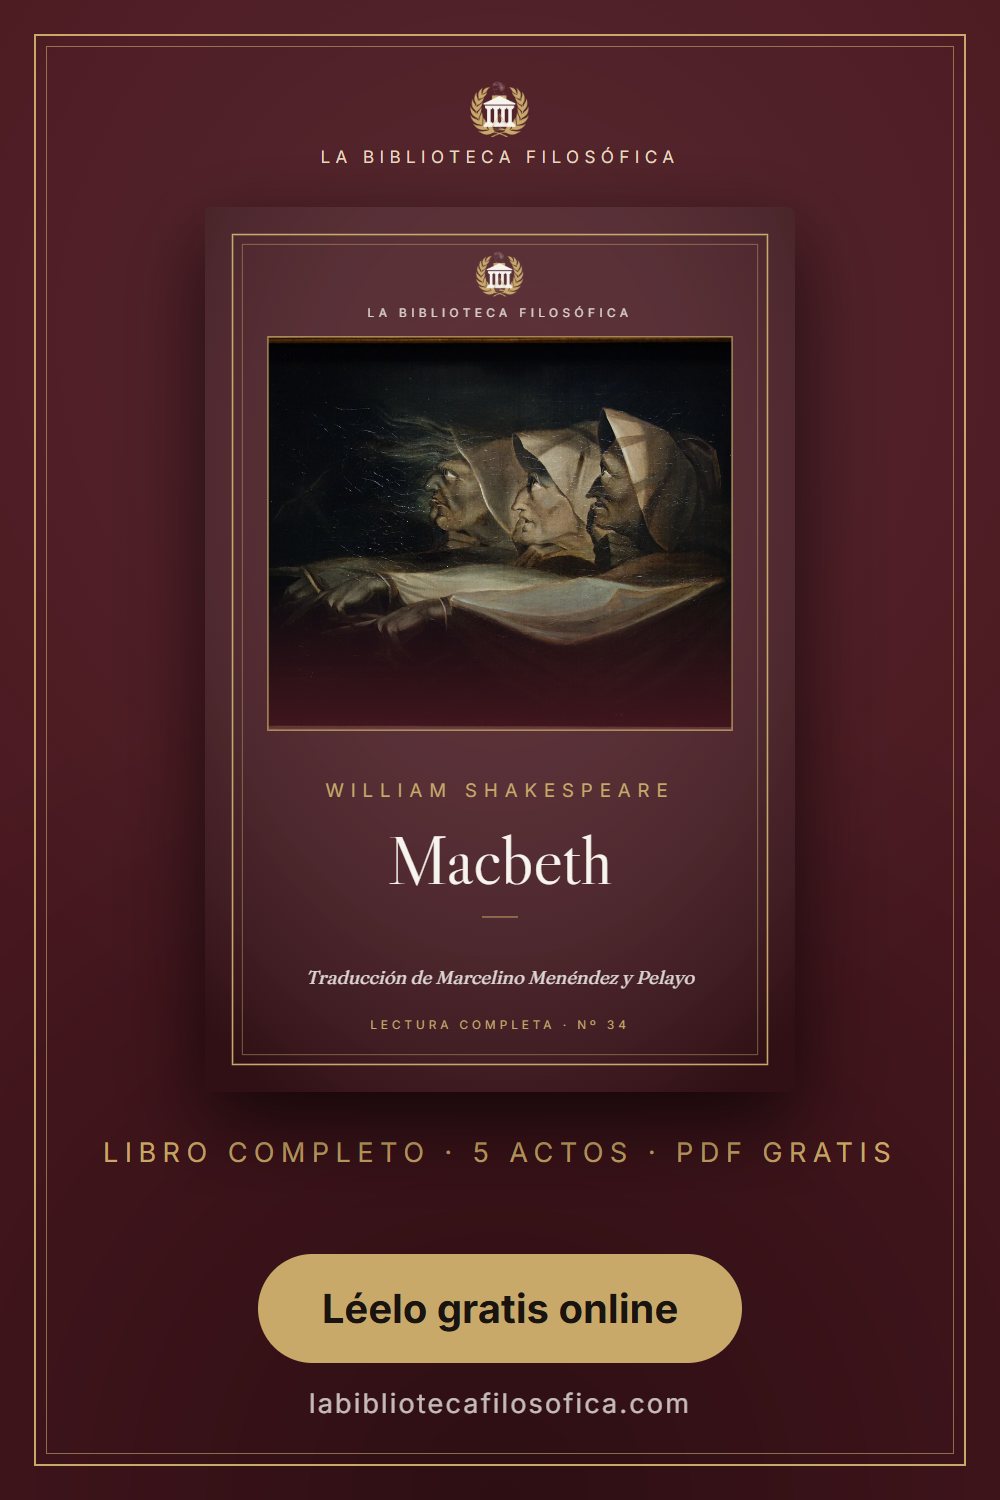 LA BIBLIOTECA FILOSÓFICA
LA BIBLIOTECA FILOSÓFICA
WILLIAM SHAKESPEARE
Macbeth
Traducción de Marcelino Menéndez y Pelayo
LECTURA COMPLETA · Nº 34
LIBRO COMPLETO · 5 ACTOS · PDF GRATIS
Léelo gratis online
labibliotecafilosofica.com